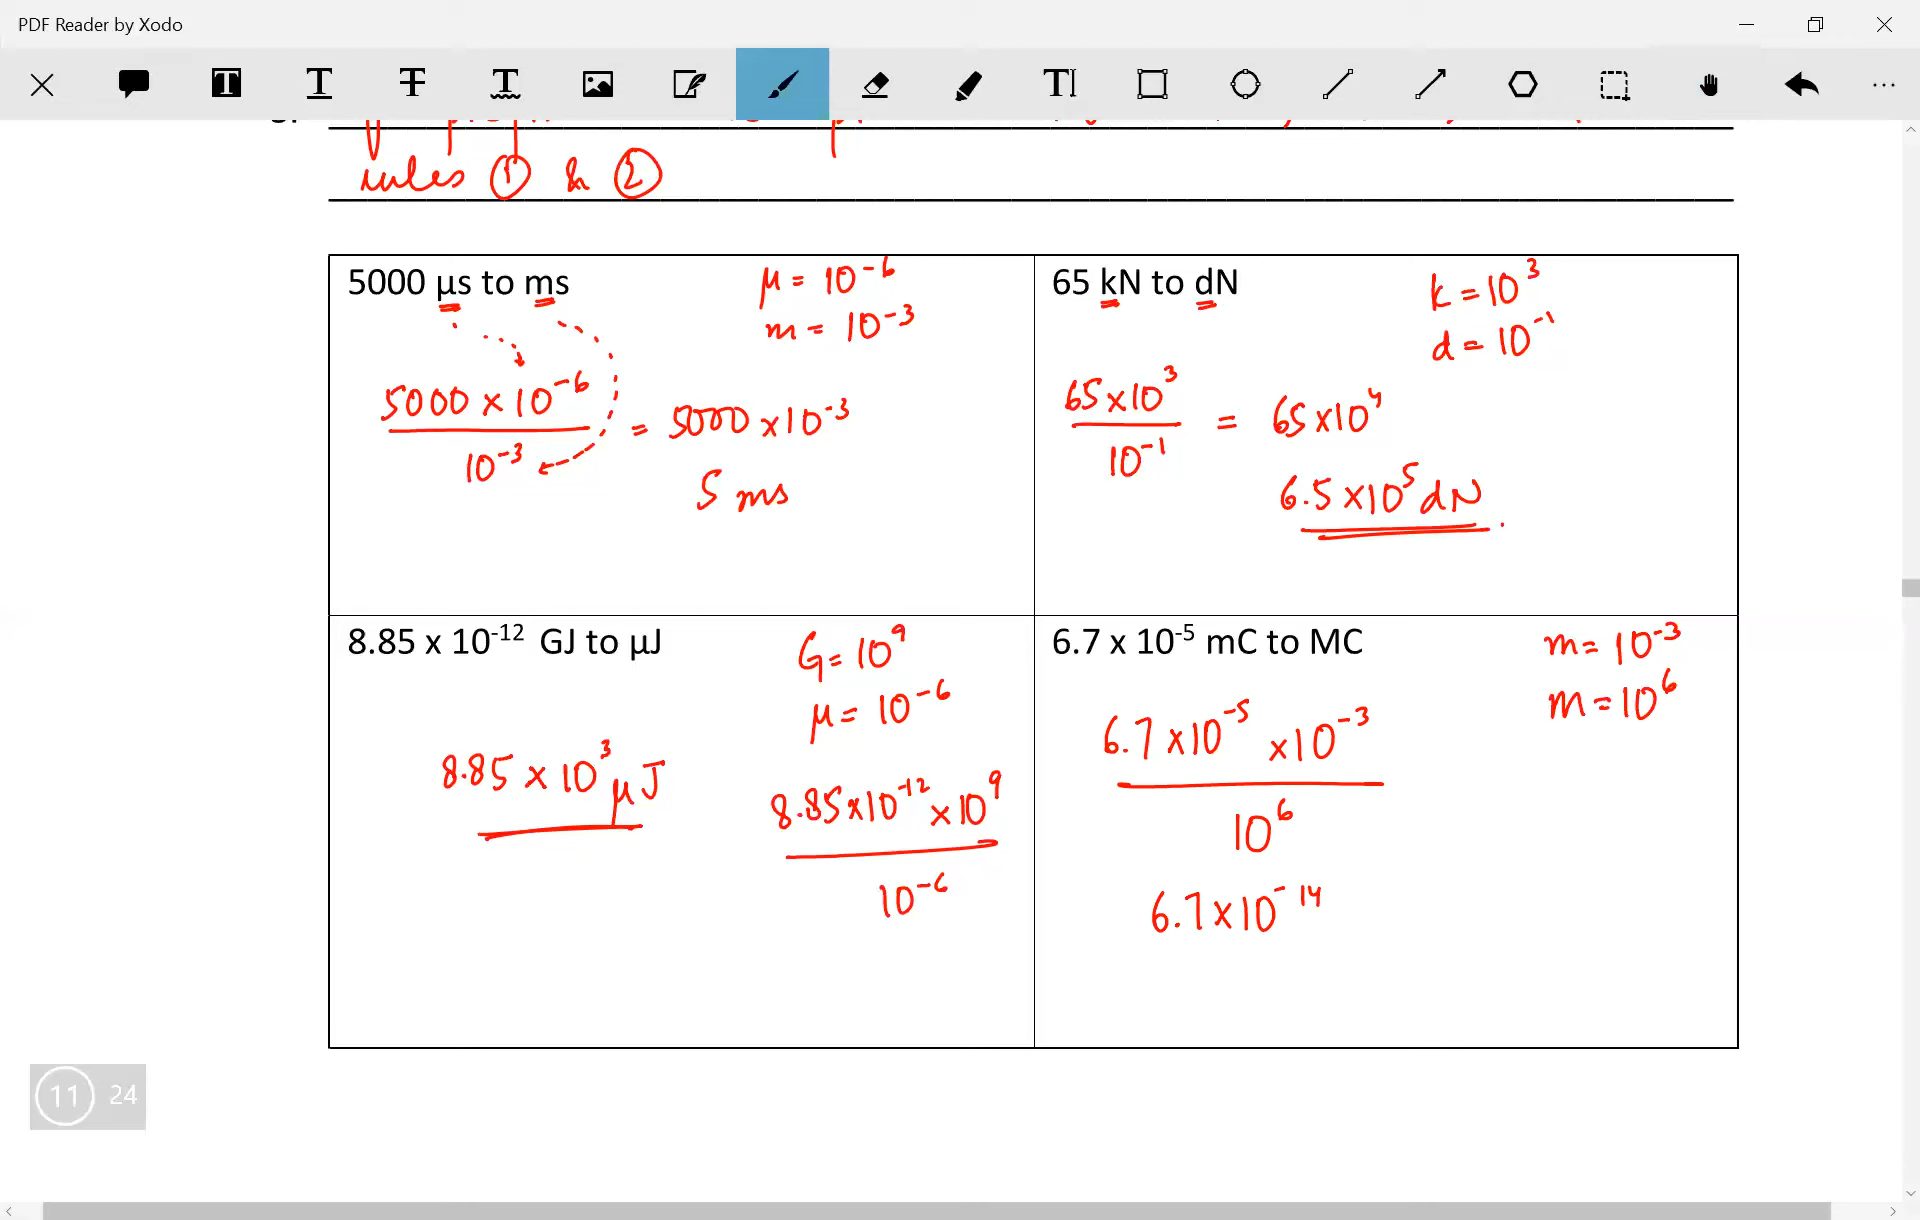 PDF Reader by Xodo
rules ① & ②
5000 µs to ms
µ = 10⁻⁶
m = 10⁻³
5000 × 10⁻⁶
10⁻³
= 5000 × 10⁻³
5 ms
65 kN to dN
k = 10³
d = 10⁻¹
65 × 10³
10⁻¹
= 65 × 10⁴
6.5 × 10⁵ dN
8.85 x 10⁻¹² GJ to µJ
G = 10⁹
µ = 10⁻⁶
8.85 × 10³ µJ
8.85 × 10⁻¹² × 10⁹
10⁻⁶
6.7 x 10⁻⁵ mC to MC
m = 10⁻³
m = 10⁶
6.7 × 10⁻⁵ × 10⁻³
10⁶
6.7 × 10⁻¹⁴
11 24